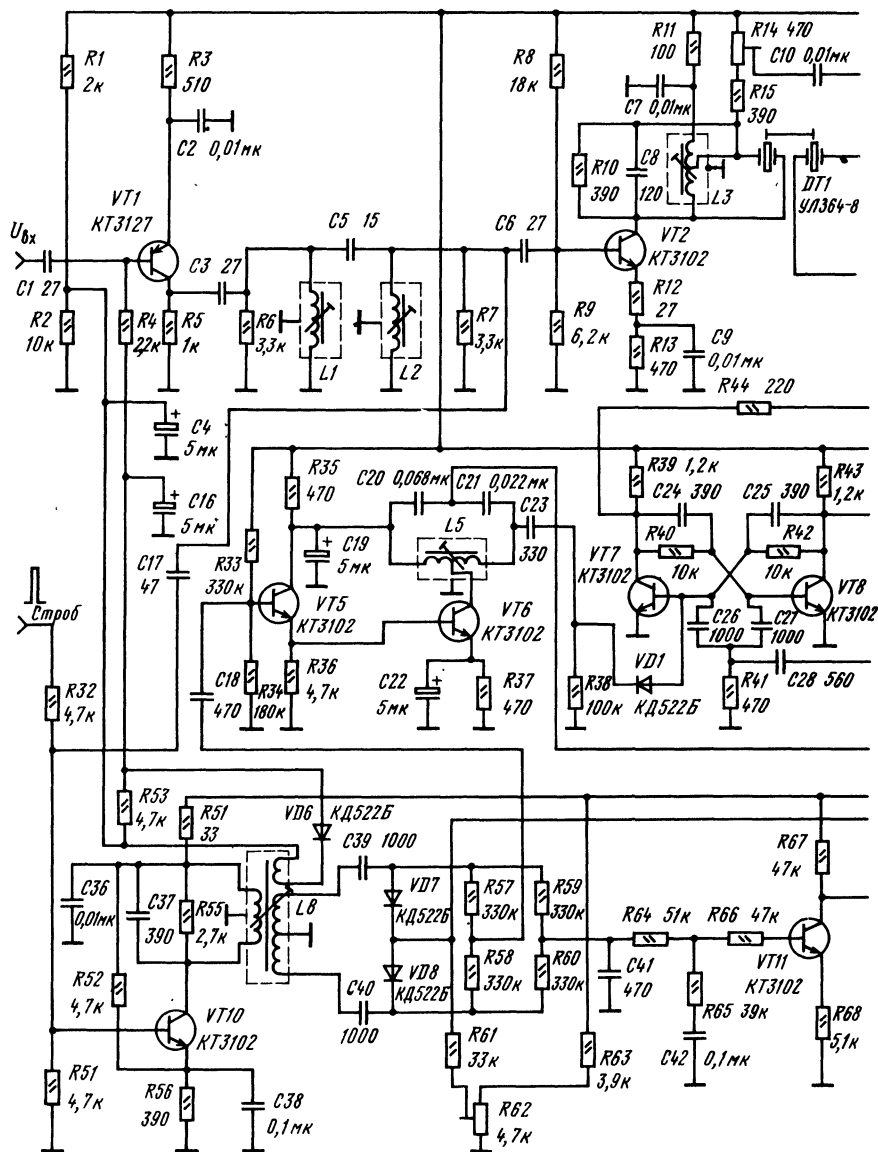 R1
2к
R3
510
C2 0,01мк
R8
18к
R11
100
C7 0,01мк
R14 470
C10 0,01мк
R15
390
R10
390
C8
120
L3
DT1
УЛЗ64-8
VT1
КТ3127
Uвх
C1 27
C3 27
C5 15
C6 27
VT2
КТ3102
R2
10к
R4
22к
R5
1к
R6
3,3к
L1
L2
R7
3,3к
R9
6,2к
R12
27
R13
470
C9
0,01мк
R44 220
C4
5мк
C16
5мк
C17
47
Строб
R35
470
C20
0,068мк
C21
0,022мк
C23
330
L5
R33
330к
C19
5мк
VT5
КТ3102
VT6
КТ3102
C18
470
R34
180к
R36
4,7к
C22
5мк
R37
470
R38
100к
VD1
КД522Б
R39 1,2к
C24 390
C25 390
R43
1,2к
R40
10к
R42
10к
VT7
КТ3102
VT8
КТ3102
C26
1000
C27
1000
R41
470
C28 560
R32
4,7к
R53
4,7к
R51
33
VD6
КД522Б
C39 1000
C36
0,01мк
C37
390
R55
2,7к
L8
VD7
КД522Б
VD8
КД522Б
R57
330к
R59
330к
R58
330к
R60
330к
R52
4,7к
VT10
КТ3102
C40
1000
C41
470
R64 51к
R66 47к
R67
47к
VT11
КТ3102
R65 39к
C42
0,1мк
R68
5,1к
R61
33к
R63
3,9к
R62
4,7к
R51
4,7к
R56
390
C38
0,1мк